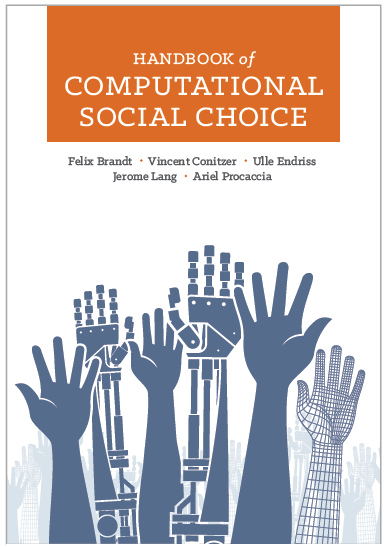 HANDBOOK of
COMPUTATIONAL
SOCIAL CHOICE
Felix Brandt • Vincent Conitzer • Ulle Endriss
Jerome Lang • Ariel Procaccia